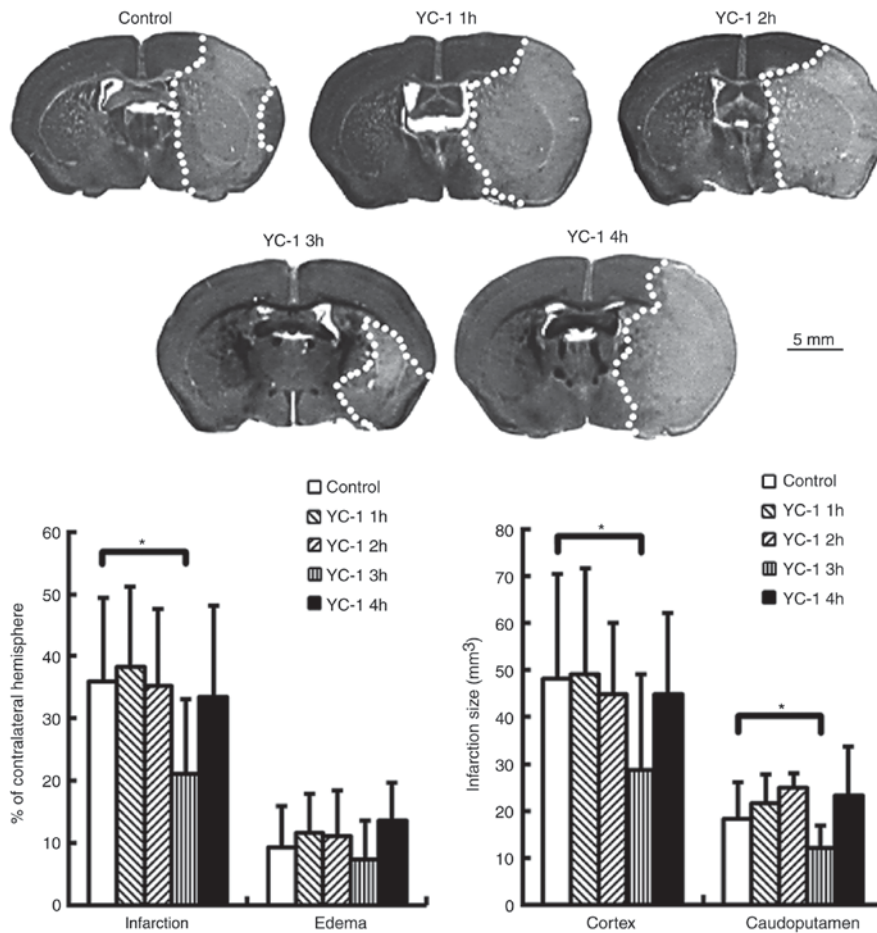 Control
YC-1 1h
YC-1 2h
YC-1 3h
YC-1 4h
5 mm
Control
YC-1 1h
YC-1 2h
YC-1 3h
YC-1 4h
60
50
40
30
20
10
0
% of contralateral hemisphere
*
Infarction
Edema
Control
YC-1 1h
YC-1 2h
YC-1 3h
YC-1 4h
80
70
60
50
40
30
20
10
0
Infarction size (mm³)
*
*
Cortex
Caudoputamen